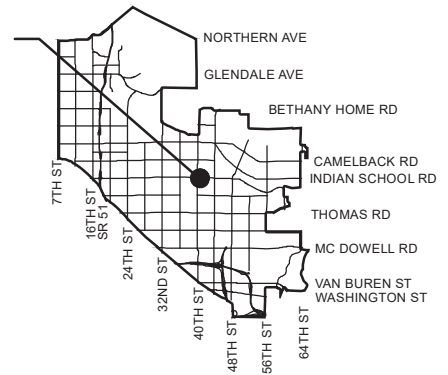 NORTHERN AVE
GLENDALE AVE
BETHANY HOME RD
CAMELBACK RD
INDIAN SCHOOL RD
THOMAS RD
MC DOWELL RD
VAN BUREN ST
WASHINGTON ST
7TH ST
16TH ST
SR 51
24TH ST
32ND ST
40TH ST
48TH ST
56TH ST
64TH ST